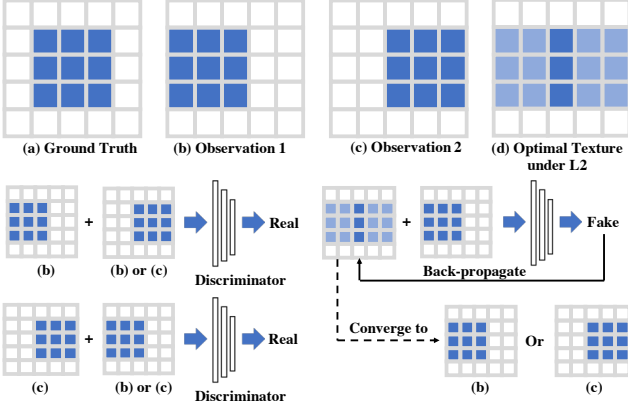 (a) Ground Truth
(b) Observation 1
(c) Observation 2
(d) Optimal Texture
under L2
+
Real
(b)
(b) or (c)
Discriminator
+
Fake
Back-propagate
+
Real
(c)
(b) or (c)
Discriminator
Converge to
Or
(b)
(c)